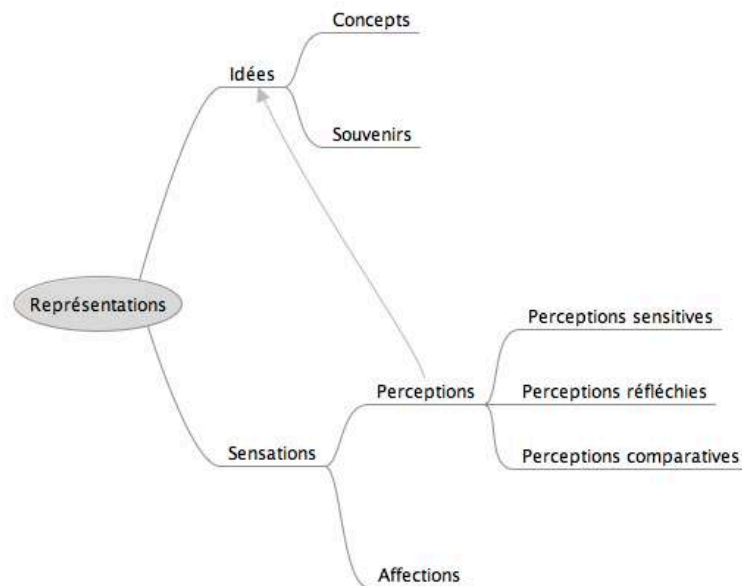 Concepts
Idées
Souvenirs
Représentations
Perceptions sensitives
Perceptions
Perceptions réfléchies
Sensations
Perceptions comparatives
Affections